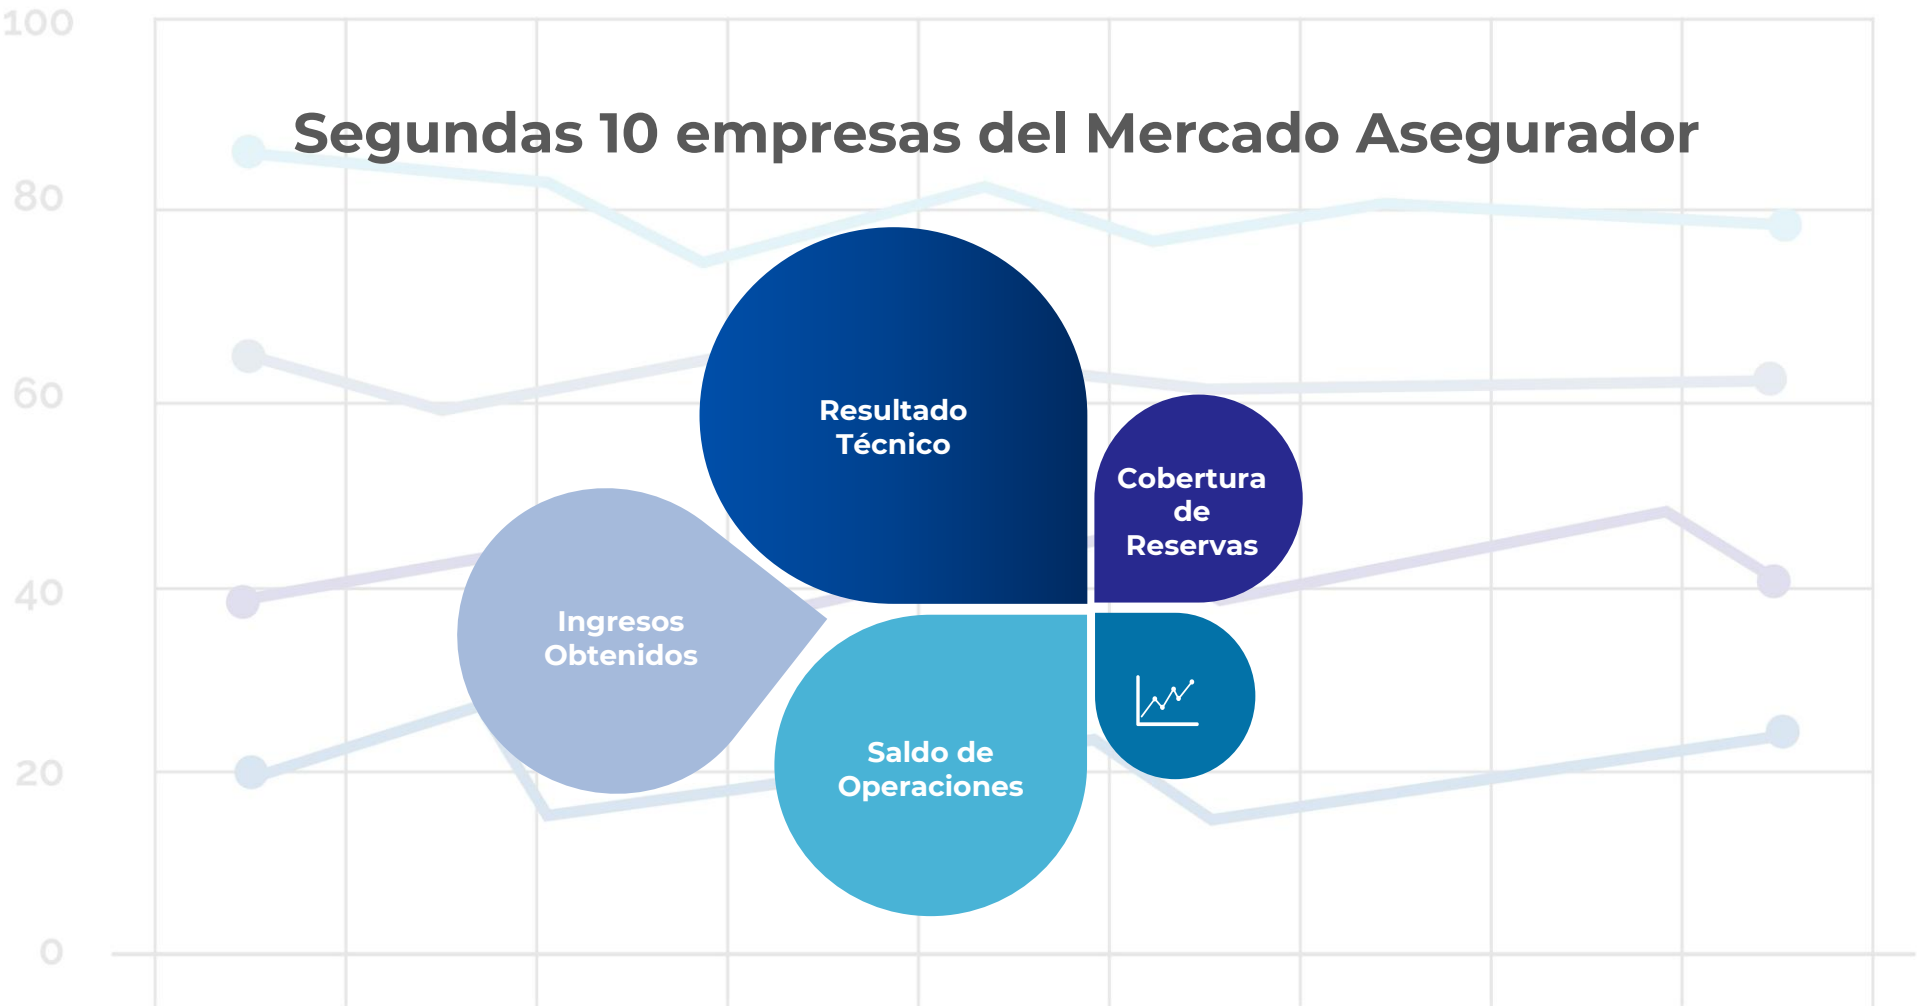 100
Segundas 10 empresas del Mercado Asegurador
80
60
Resultado
Técnico
Cobertura
de
Reservas
40
Ingresos
Obtenidos
20
Saldo de
Operaciones
0